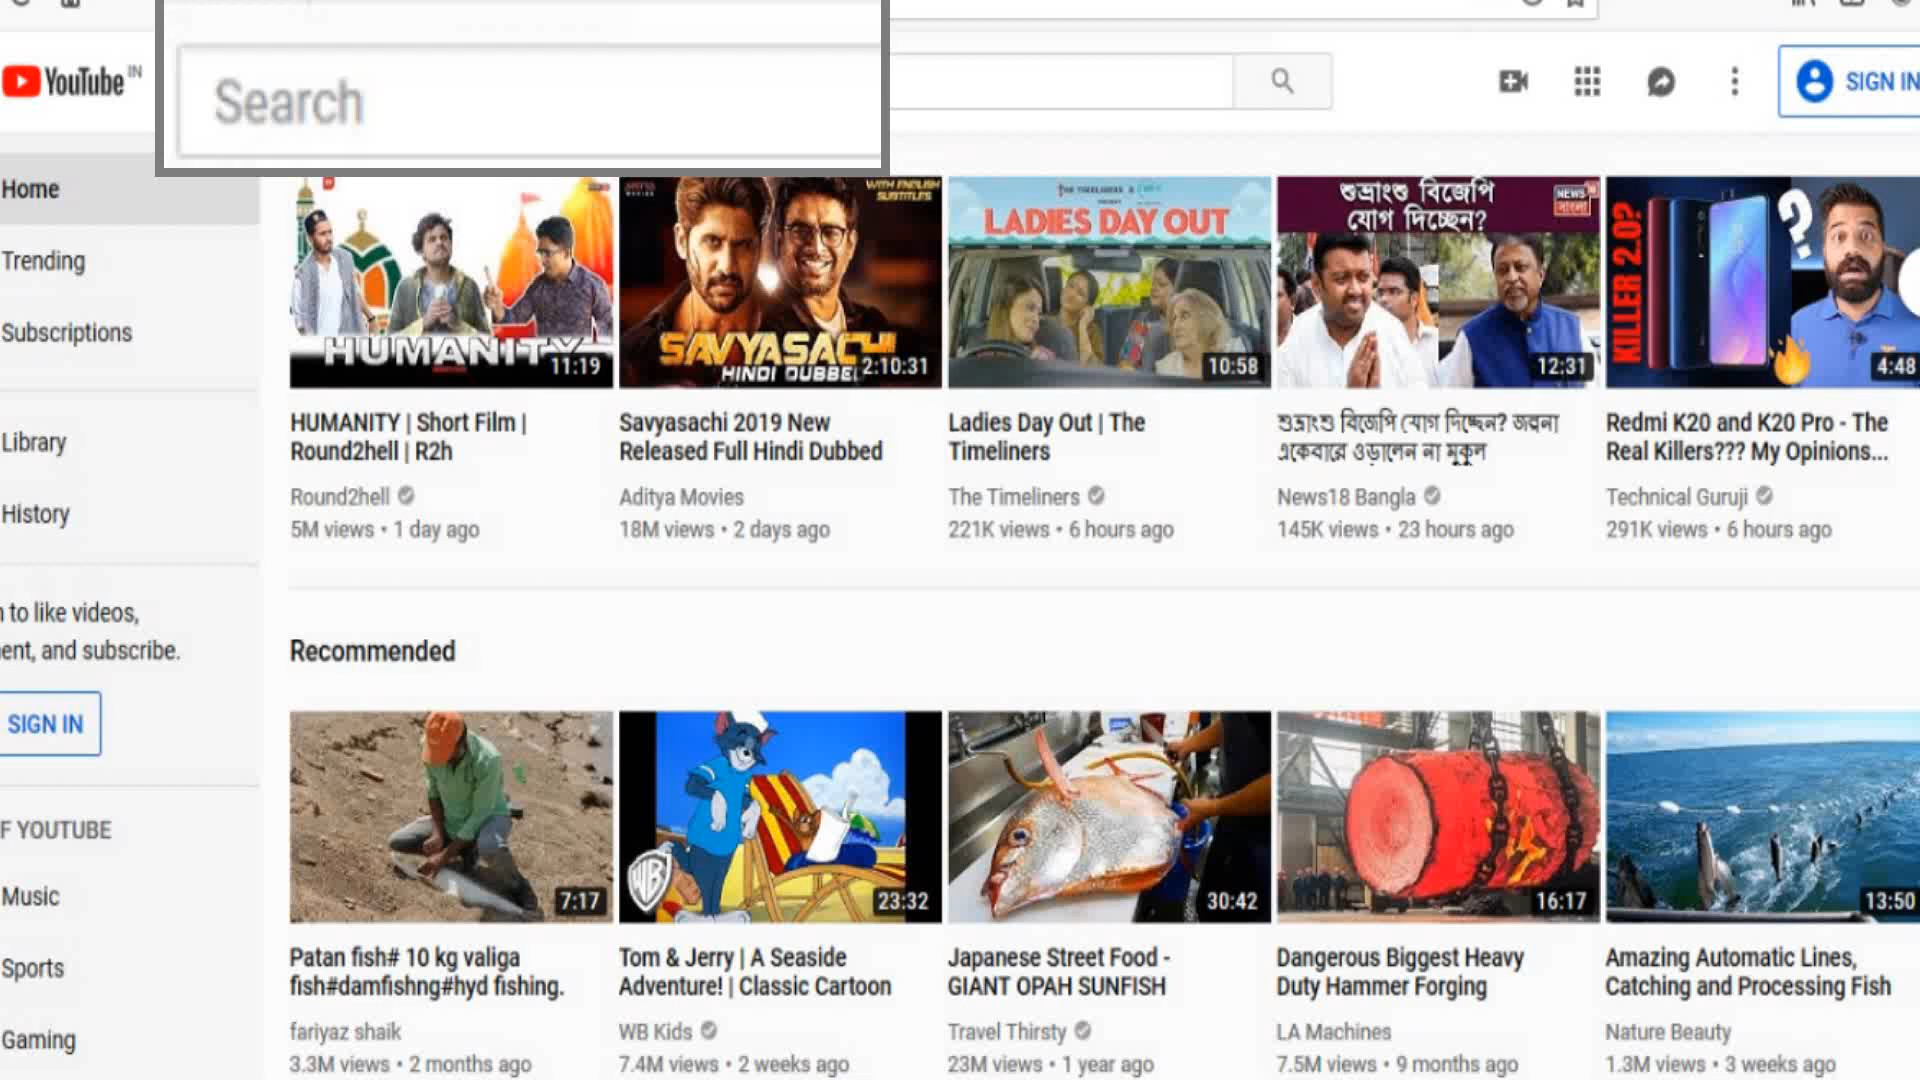 YouTube IN
Search
SIGN IN
Home
Trending
Subscriptions
Library
History
to like videos,
ent, and subscribe.
SIGN IN
F YOUTUBE
Music
Sports
Gaming
HUMANITY
11:19
WITH ENGLISH
SUBTITLES
SAVYASACHI
HINDI DUBBED
2:10:31
LADIES DAY OUT
10:58
শুভ্রাংশু বিজেপি
যোগ দিচ্ছেন?
NEWS 18
বাংলা
12:31
KILLER 2.0?
?
4:48
HUMANITY | Short Film |
Round2hell | R2h
Round2hell
5M views • 1 day ago
Savyasachi 2019 New
Released Full Hindi Dubbed
Aditya Movies
18M views • 2 days ago
Ladies Day Out | The
Timeliners
The Timeliners
221K views • 6 hours ago
শুভ্রাংশু বিজেপি যোগ দিচ্ছেন? জল্পনা
একেবারে ওড়ালেন না মুকুল
News18 Bangla
145K views • 23 hours ago
Redmi K20 and K20 Pro - The
Real Killers??? My Opinions...
Technical Guruji
291K views • 6 hours ago
Recommended
7:17
WB
23:32
30:42
16:17
13:50
Patan fish# 10 kg valiga
fish#damfishng#hyd fishing.
fariyaz shaik
3.3M views • 2 months ago
Tom & Jerry | A Seaside
Adventure! | Classic Cartoon
WB Kids
7.4M views • 2 weeks ago
Japanese Street Food -
GIANT OPAH SUNFISH
Travel Thirsty
23M views • 1 year ago
Dangerous Biggest Heavy
Duty Hammer Forging
LA Machines
7.5M views • 9 months ago
Amazing Automatic Lines,
Catching and Processing Fish
Nature Beauty
1.3M views • 3 weeks ago